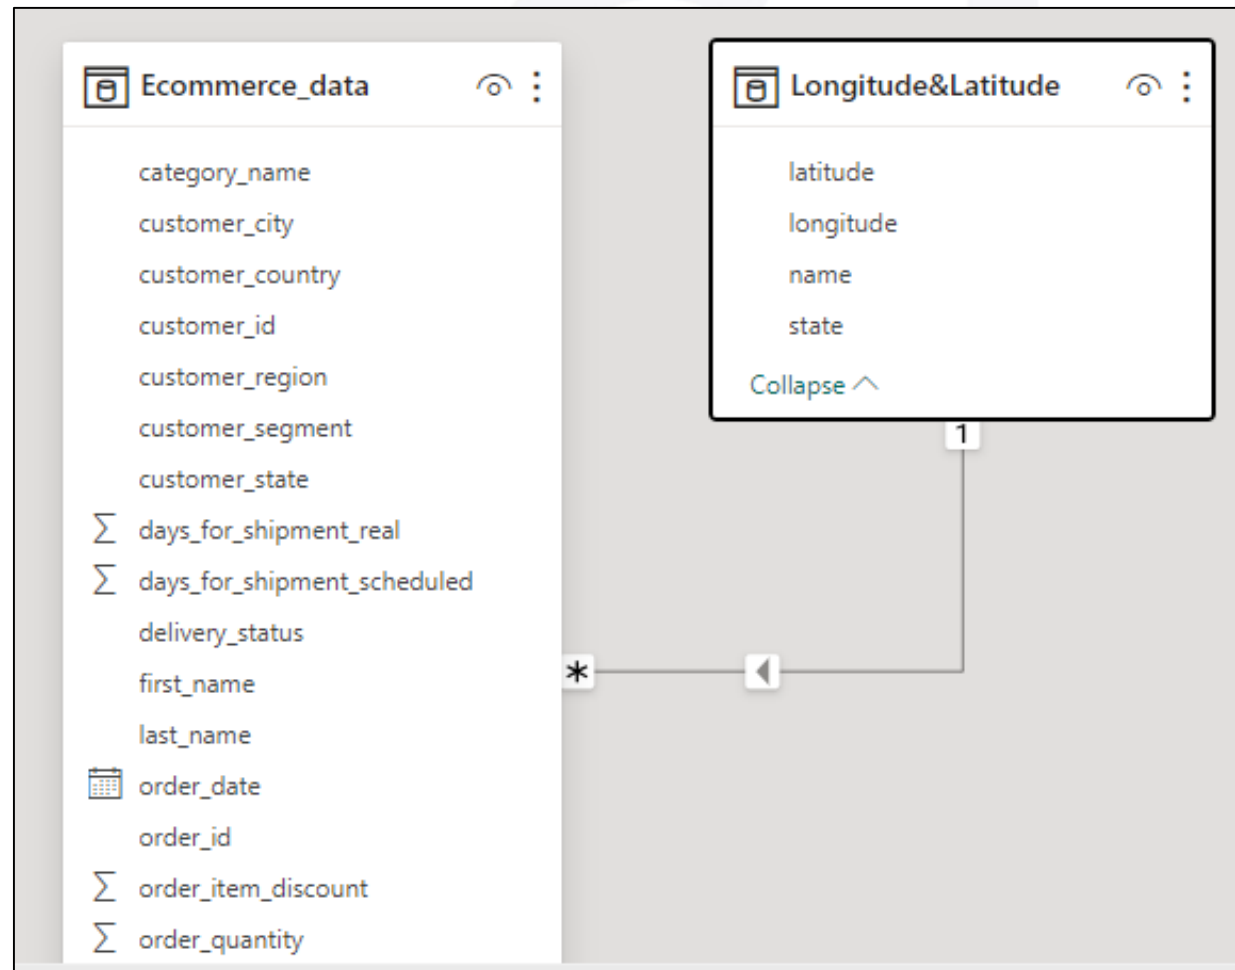 Ecommerce_data
category_name
customer_city
customer_country
customer_id
customer_region
customer_segment
customer_state
∑ days_for_shipment_real
∑ days_for_shipment_scheduled
delivery_status
first_name
last_name
order_date
order_id
∑ order_item_discount
∑ order_quantity
Longitude&Latitude
latitude
longitude
name
state
Collapse
1
*